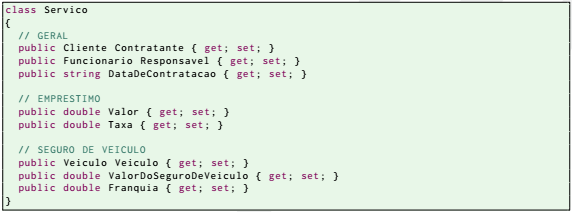 class Servico
{
  // GERAL
  public Cliente Contratante { get; set; }
  public Funcionario Responsavel { get; set; }
  public string DataDeContratacao { get; set; }

  // EMPRESTIMO
  public double Valor { get; set; }
  public double Taxa { get; set; }

  // SEGURO DE VEICULO
  public Veiculo Veiculo { get; set; }
  public double ValorDoSeguroDeVeiculo { get; set; }
  public double Franquia { get; set; }
}